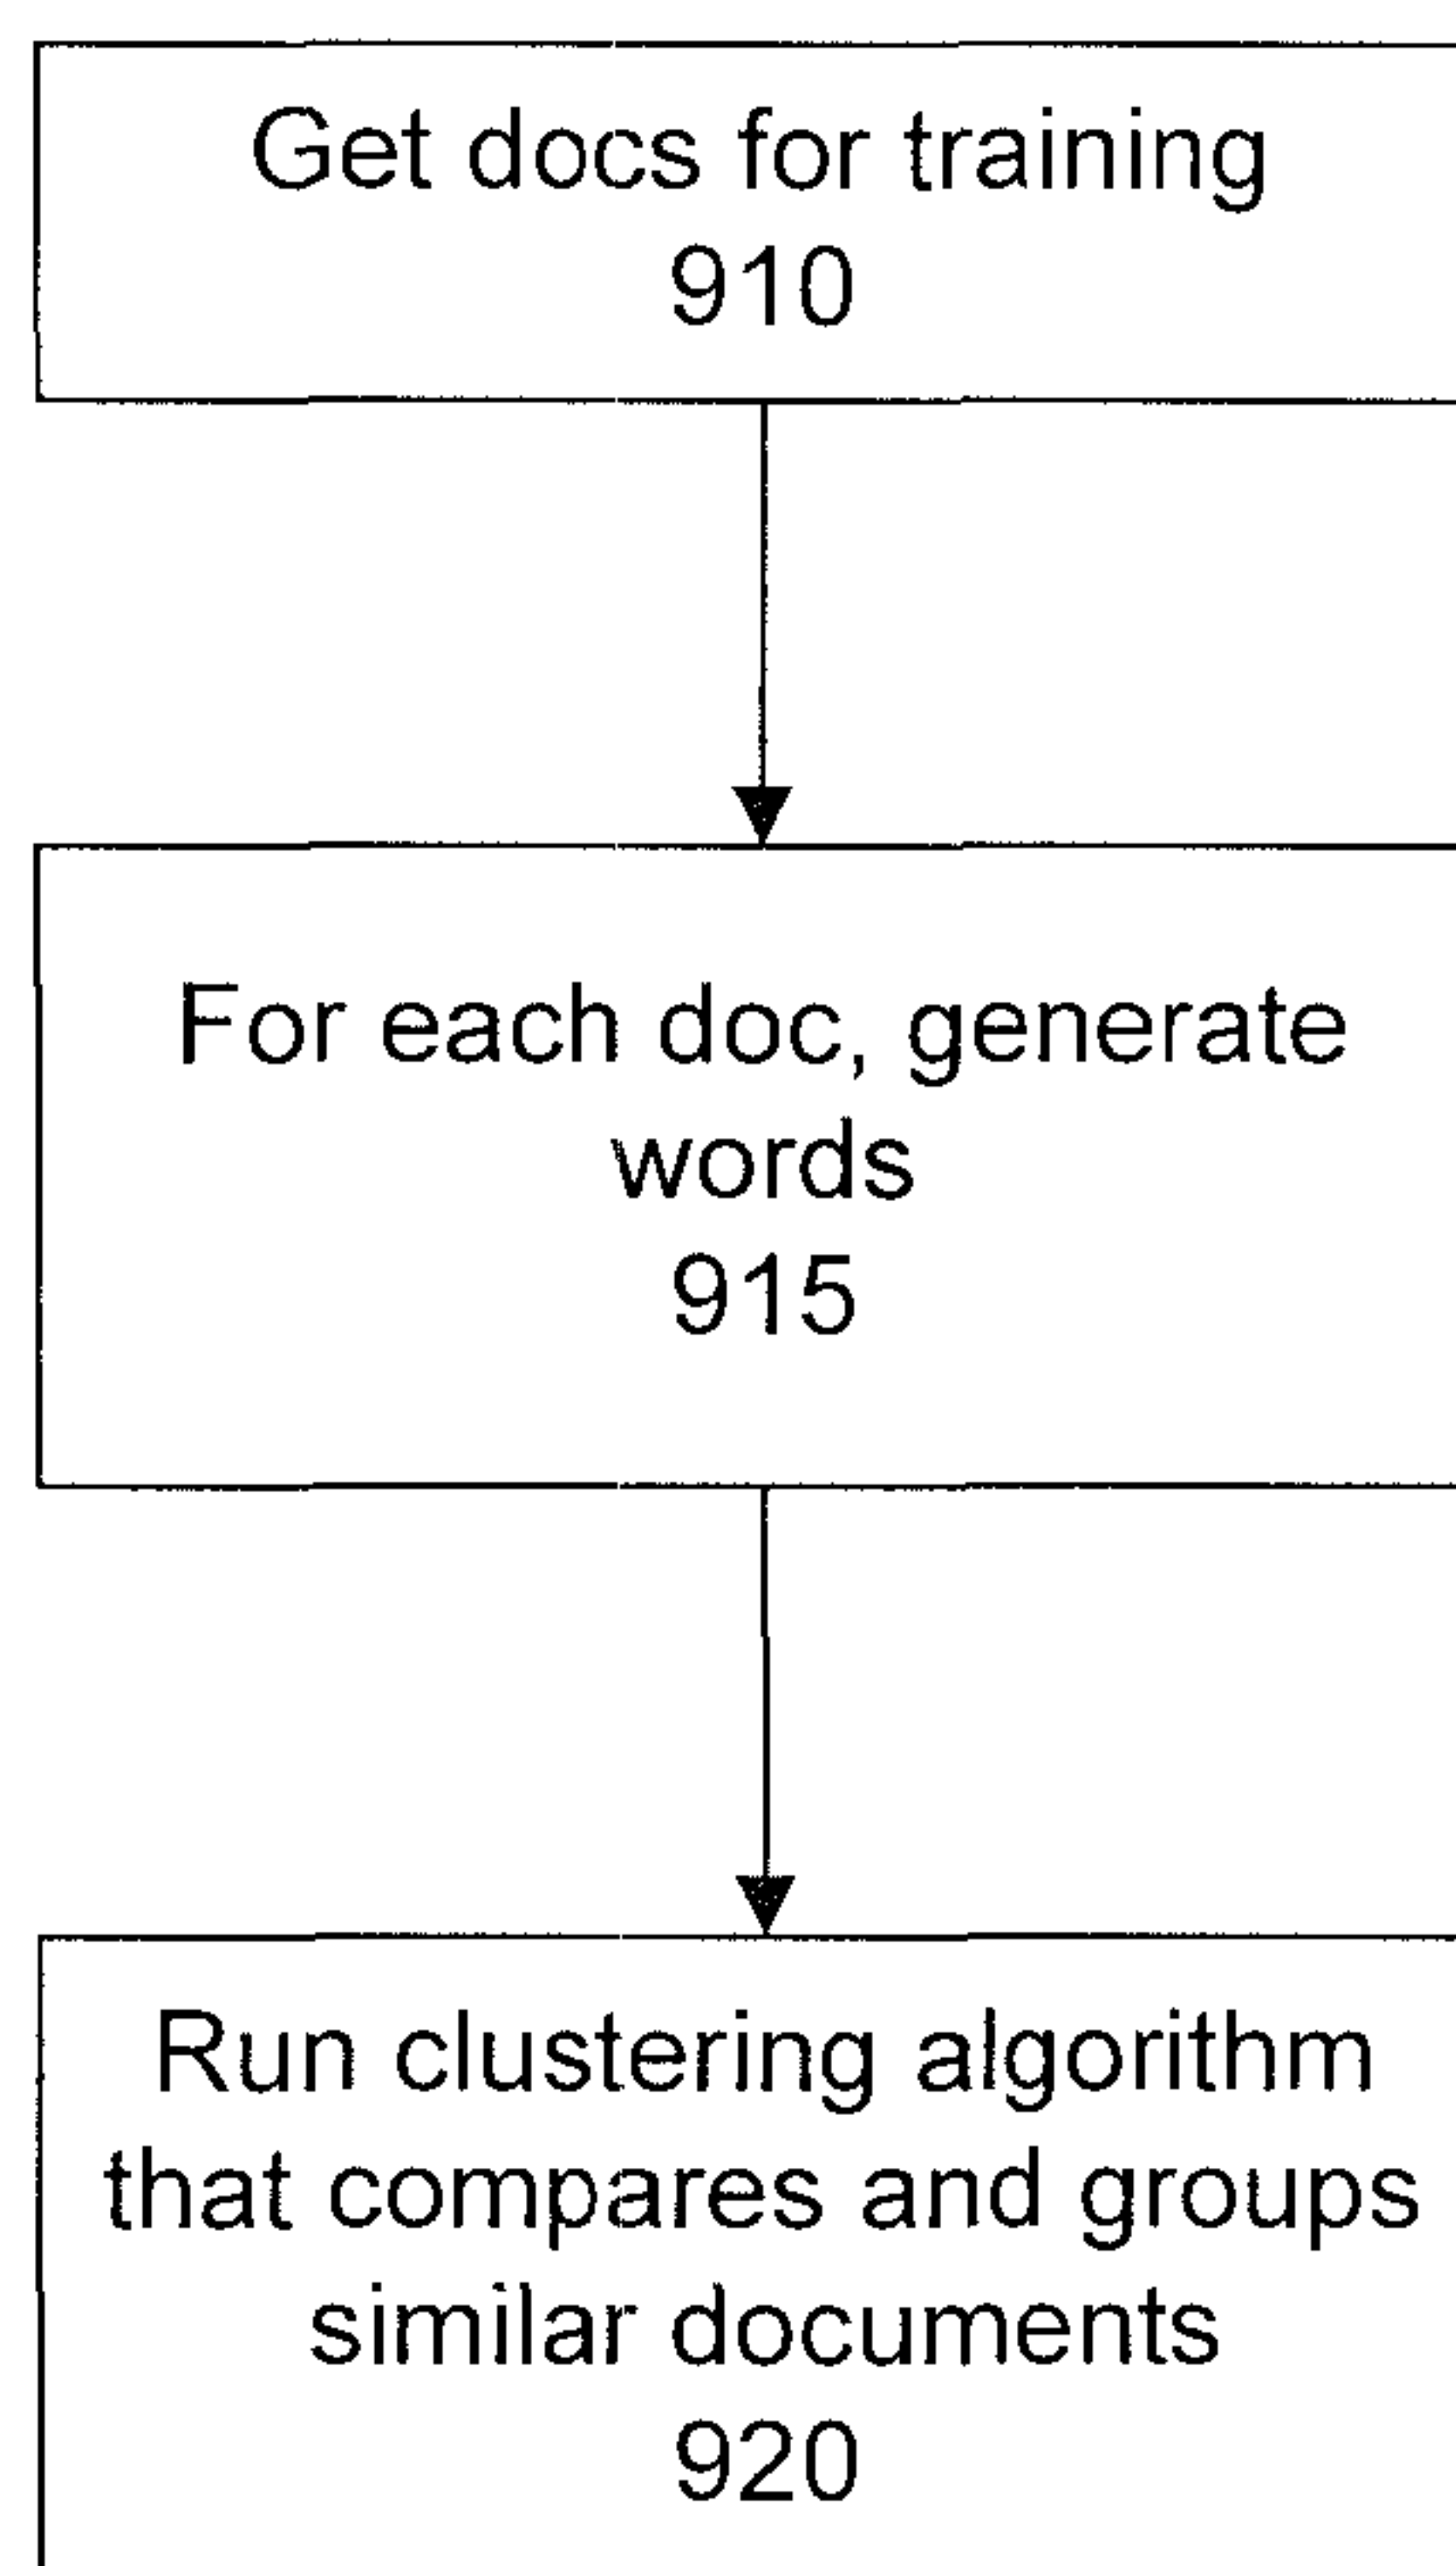 Get docs for training
910
For each doc, generate
words
915
Run clustering algorithm
that compares and groups
similar documents
920